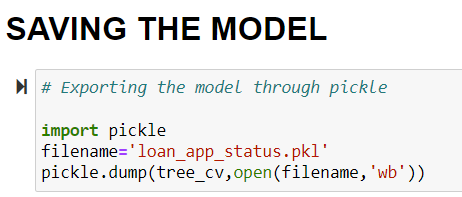 SAVING THE MODEL
# Exporting the model through pickle
import pickle
filename='loan_app_status.pkl'
pickle.dump(tree_cv,open(filename,'wb'))